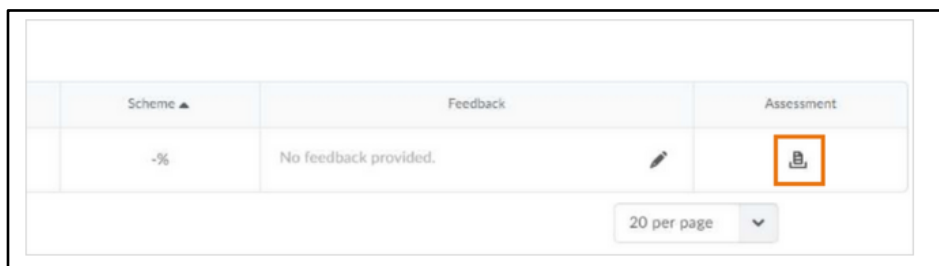 Scheme ▲ Feedback Assessment
-% No feedback provided.
20 per page